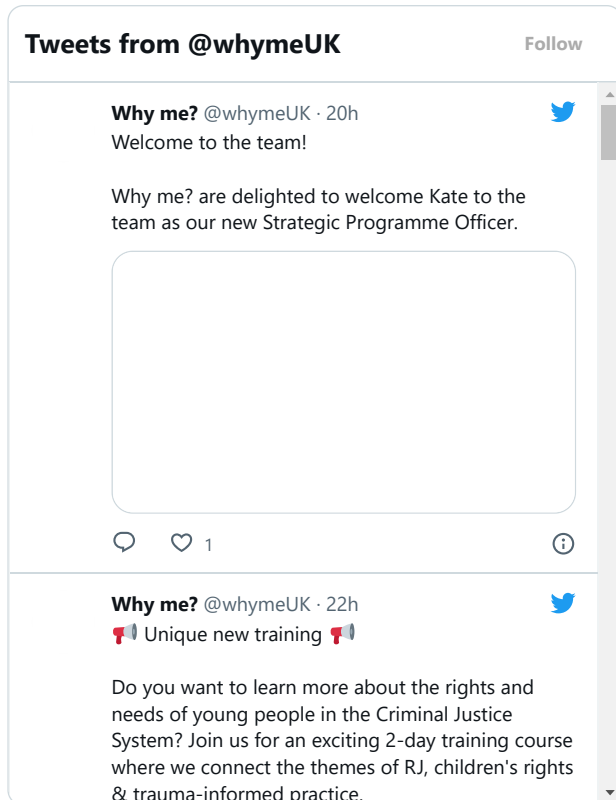 Tweets from @whymeUK
Follow
Why me? @whymeUK · 20h
Welcome to the team!
Why me? are delighted to welcome Kate to the
team as our new Strategic Programme Officer.
1
Why me? @whymeUK · 22h
📢 Unique new training 📢
Do you want to learn more about the rights and
needs of young people in the Criminal Justice
System? Join us for an exciting 2-day training course
where we connect the themes of RJ, children's rights
& trauma-informed practice.